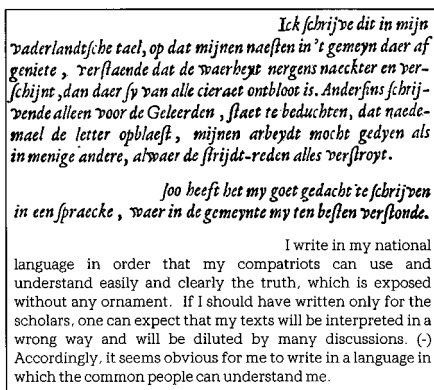 Ick ſchrijve dit in mijn
vaderlandtſche tael, op dat mijnen naeſten in't gemeyn daer af
geniete, verſtaende dat de waerheyt nergens naeckter en ver-
ſchijnt, dan daer ſy van alle cieraet ontbloot is. Anderſins ſchrij-
vende alleen voor de Geleerden, ſtaet te beduchten, dat naede-
mael de letter opblaeſt, mijnen arbeydt mocht gedyen als
in menige andere, alwaer de ſtrijdt-reden alles verſtroyt.
ſoo heeft het my goet gedacht te ſchrijven
in een ſpraecke, waer in de gemeynte my ten beſten verſtonde.
I write in my national
language in order that my compatriots can use and
understand easily and clearly the truth, which is exposed
without any ornament. If I should have written only for the
scholars, one can expect that my texts will be interpreted in a
wrong way and will be diluted by many discussions. (-)
Accordingly, it seems obvious for me to write in a language in
which the common people can understand me.